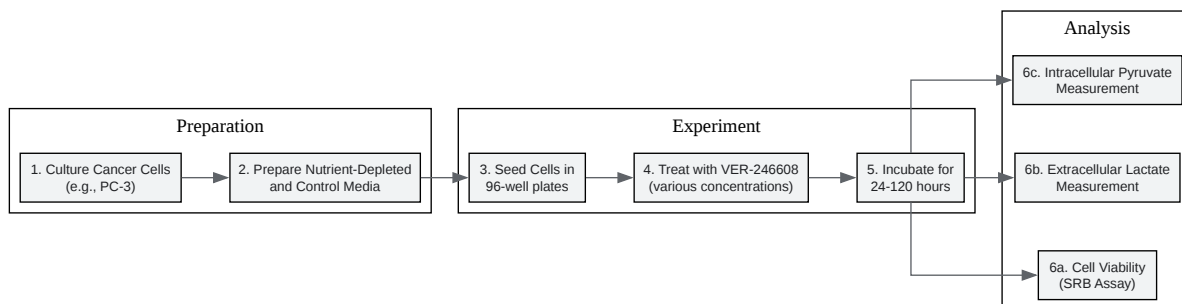 Preparation
1. Culture Cancer Cells
(e.g., PC-3)
2. Prepare Nutrient-Depleted
and Control Media
Experiment
3. Seed Cells in
96-well plates
4. Treat with VER-246608
(various concentrations)
5. Incubate for
24-120 hours
Analysis
6c. Intracellular Pyruvate
Measurement
6b. Extracellular Lactate
Measurement
6a. Cell Viability
(SRB Assay)